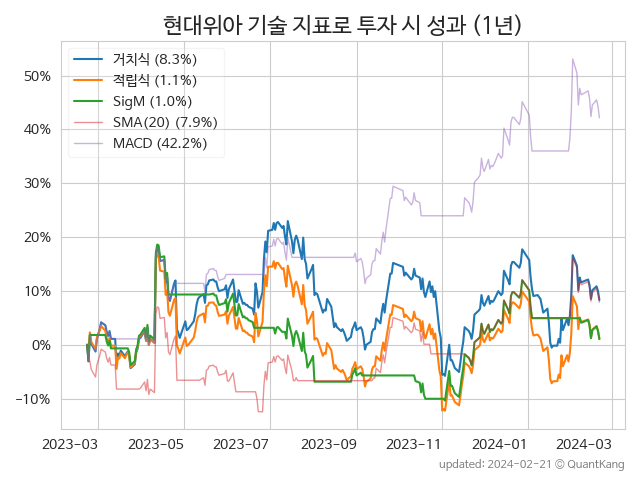 현대위아 기술 지표로 투자 시 성과 (1년)
거치식 (8.3%)
적립식 (1.1%)
SigM (1.0%)
SMA(20) (7.9%)
MACD (42.2%)
50%
40%
30%
20%
10%
0%
−10%
2023-03 2023-05 2023-07 2023-09 2023-11 2024-01 2024-03
updated: 2024-02-21 © QuantKang